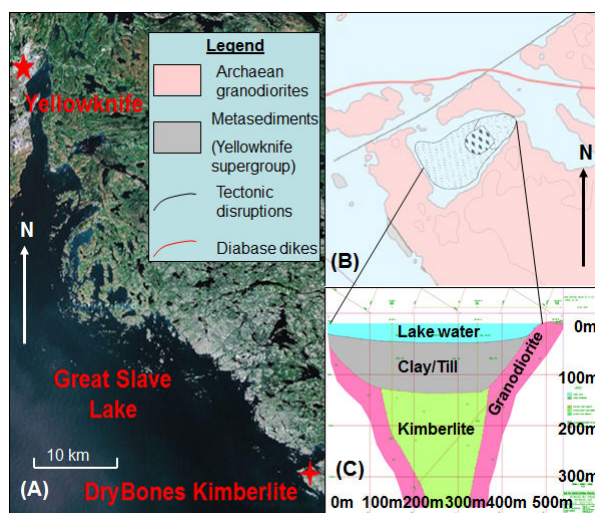 Legend
Archaean
granodiorites
Metasediments
(Yellowknife
supergroup)
Tectonic
disruptions
Diabase dikes
Yellowknife
N
Great Slave
Lake
10 km
(A)
DryBones Kimberlite
N
(B)
Lake water
Clay/Till
Granodiorite
Kimberlite
0m
100m
200m
300m
(C)
0m 100m 200m 300m 400m 500m